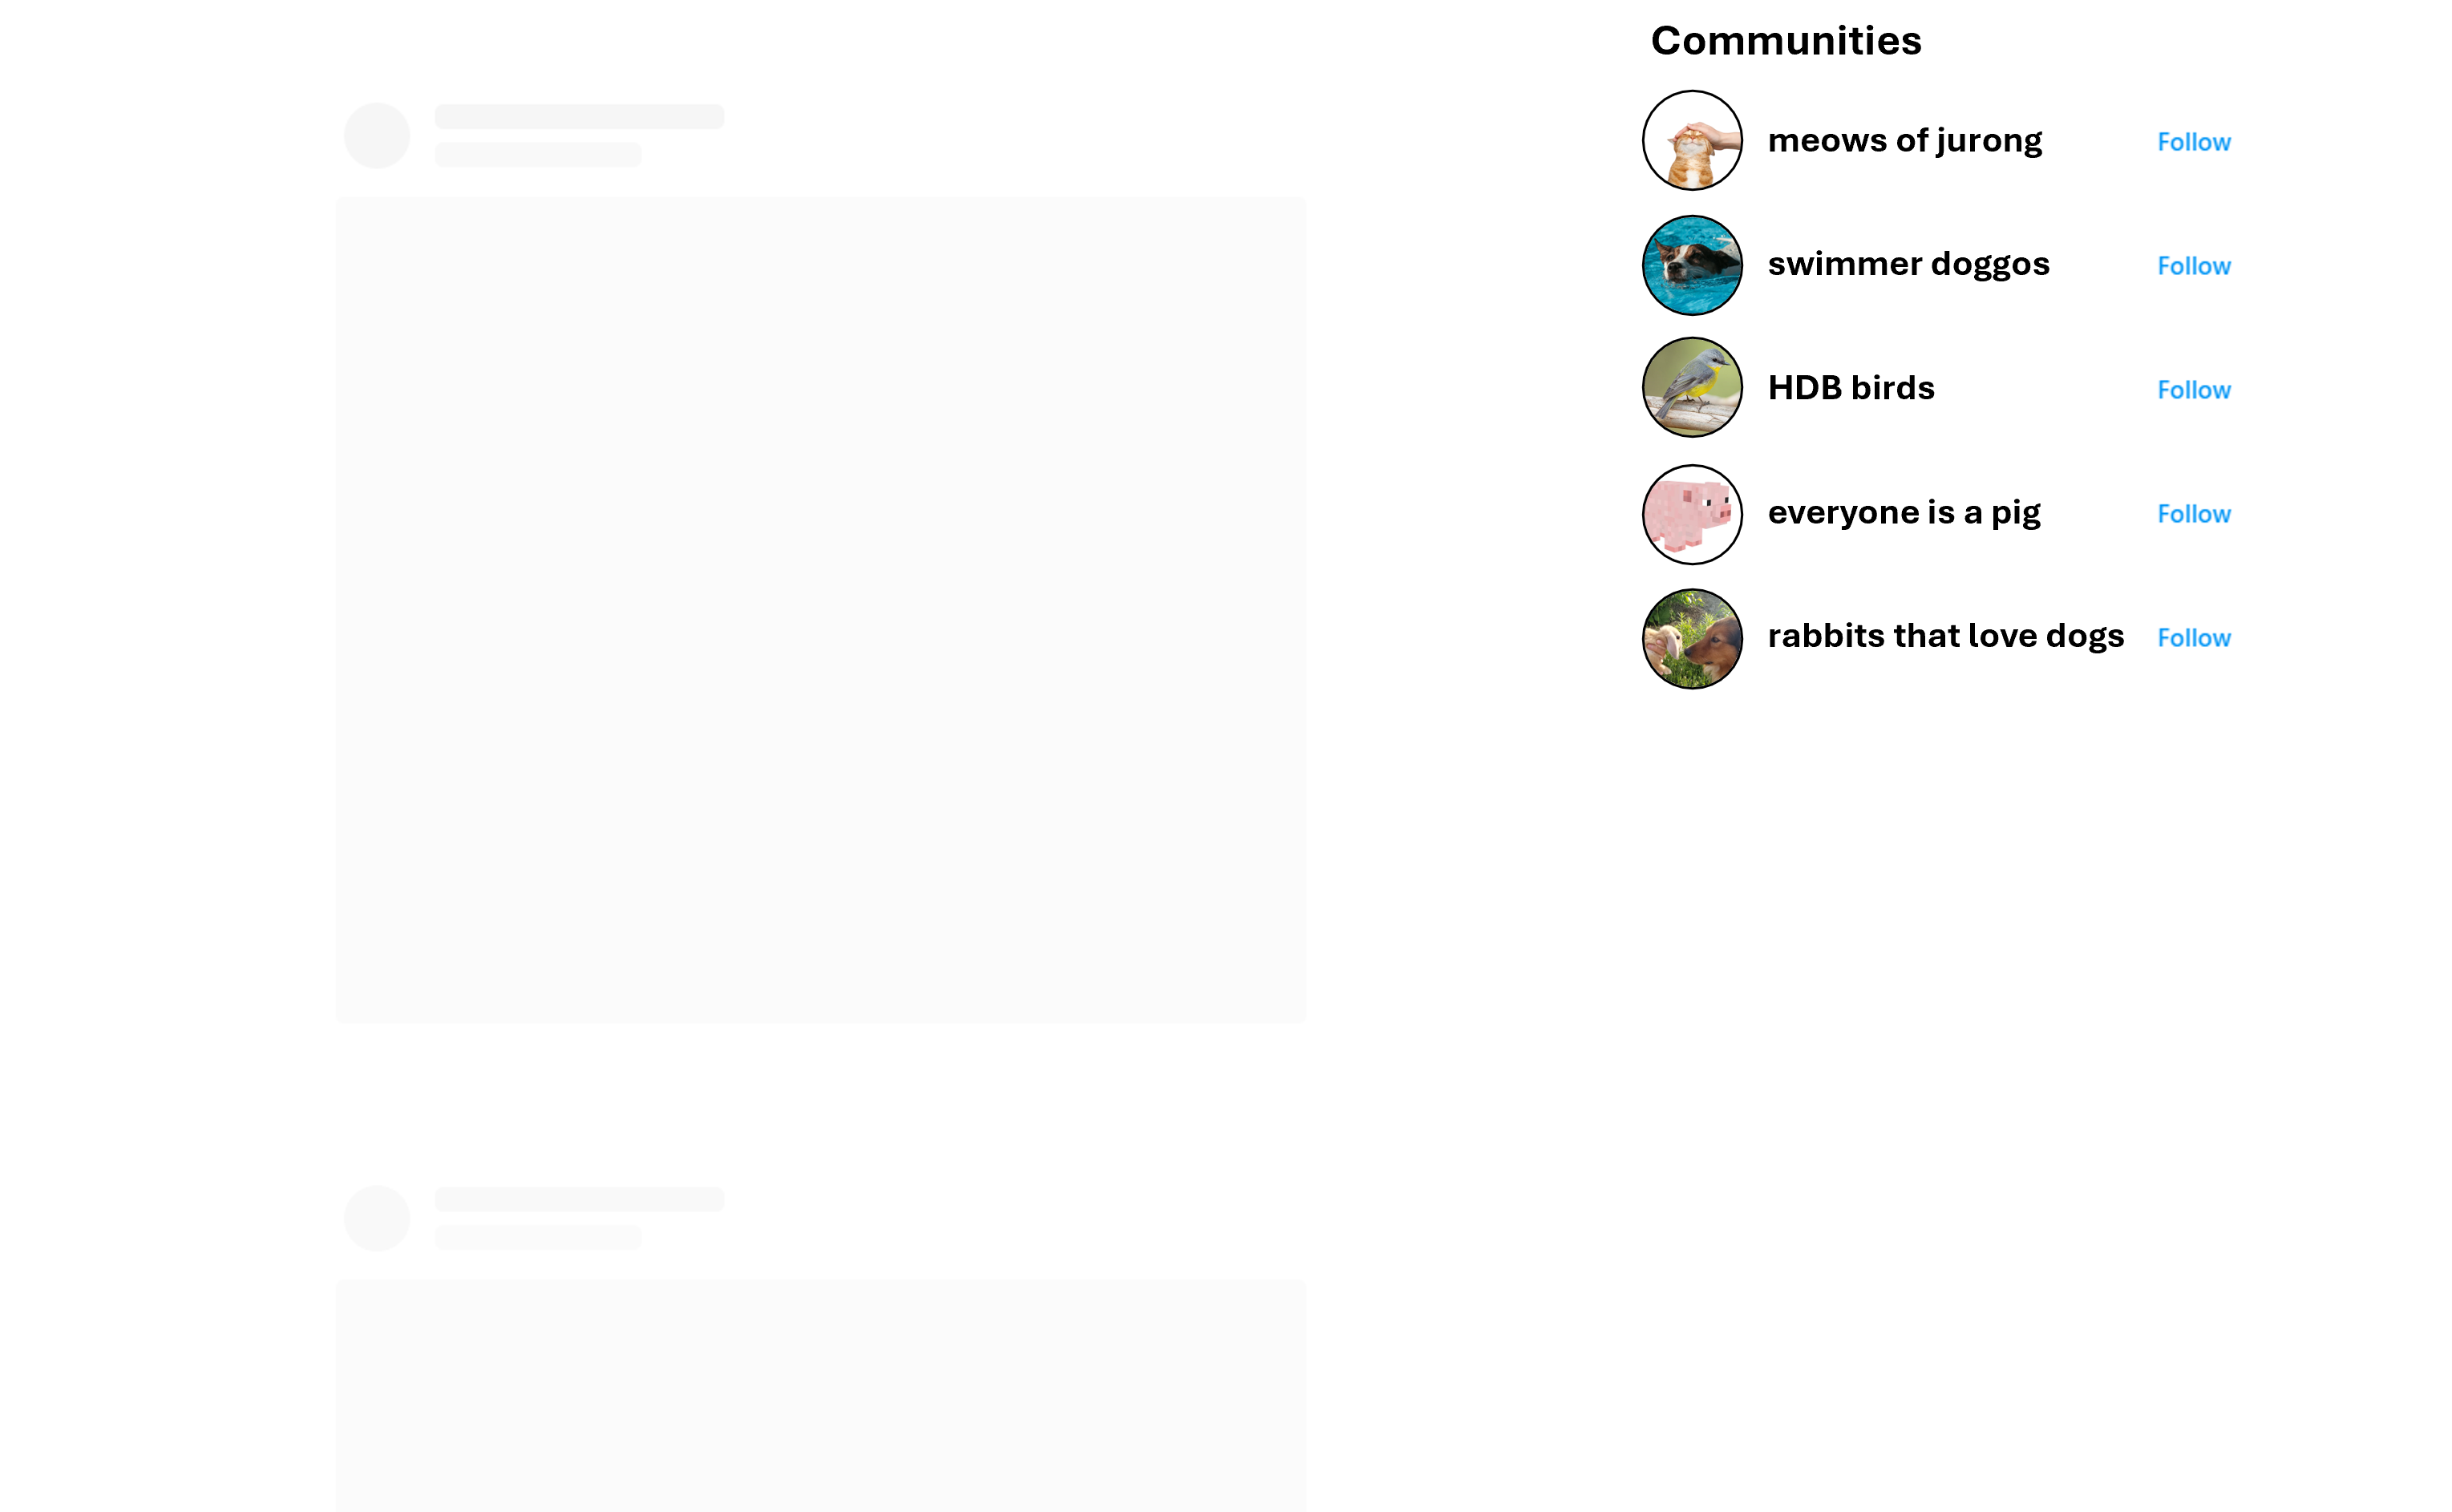 Communities
meows of jurong Follow
swimmer doggos Follow
HDB birds Follow
everyone is a pig Follow
rabbits that love dogs Follow